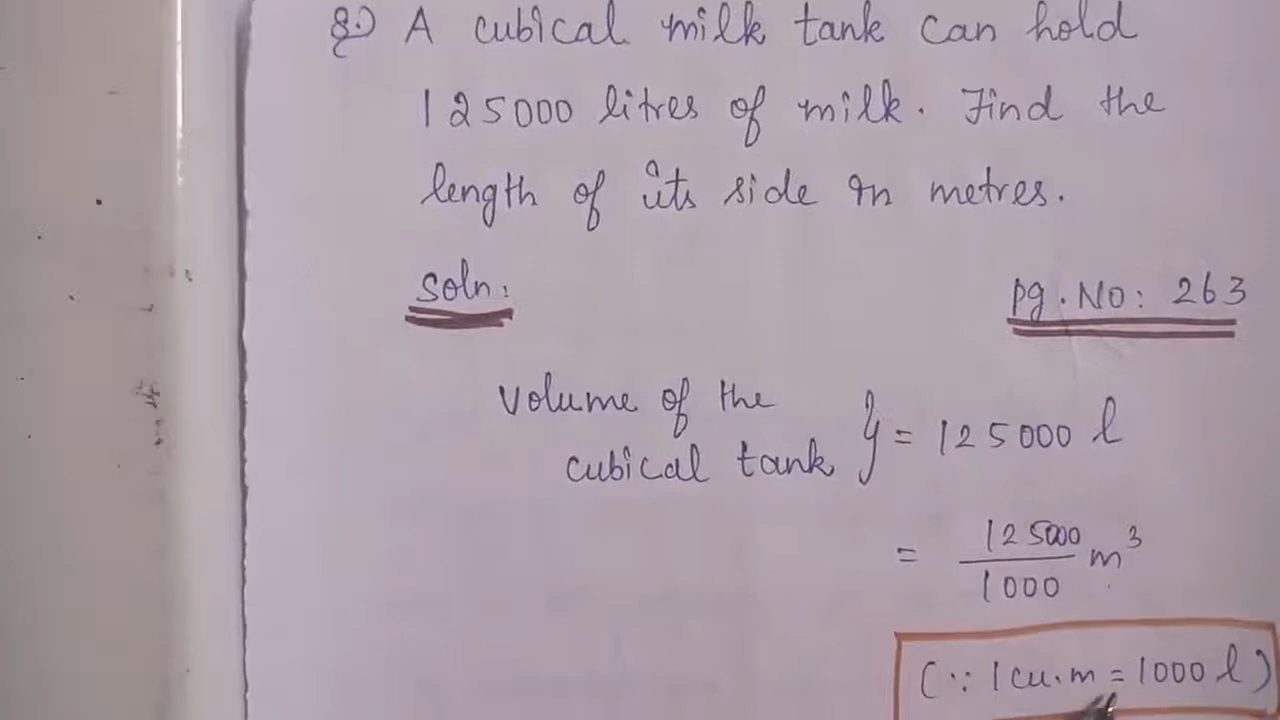 8.) A cubical milk tank can hold
125000 litres of milk. Find the
length of its side in metres.
Soln:
Pg. No: 263
Volume of the
cubical tank } = 125000 l
= 125000/1000 m³
(∵ 1 cu.m = 1000 l)